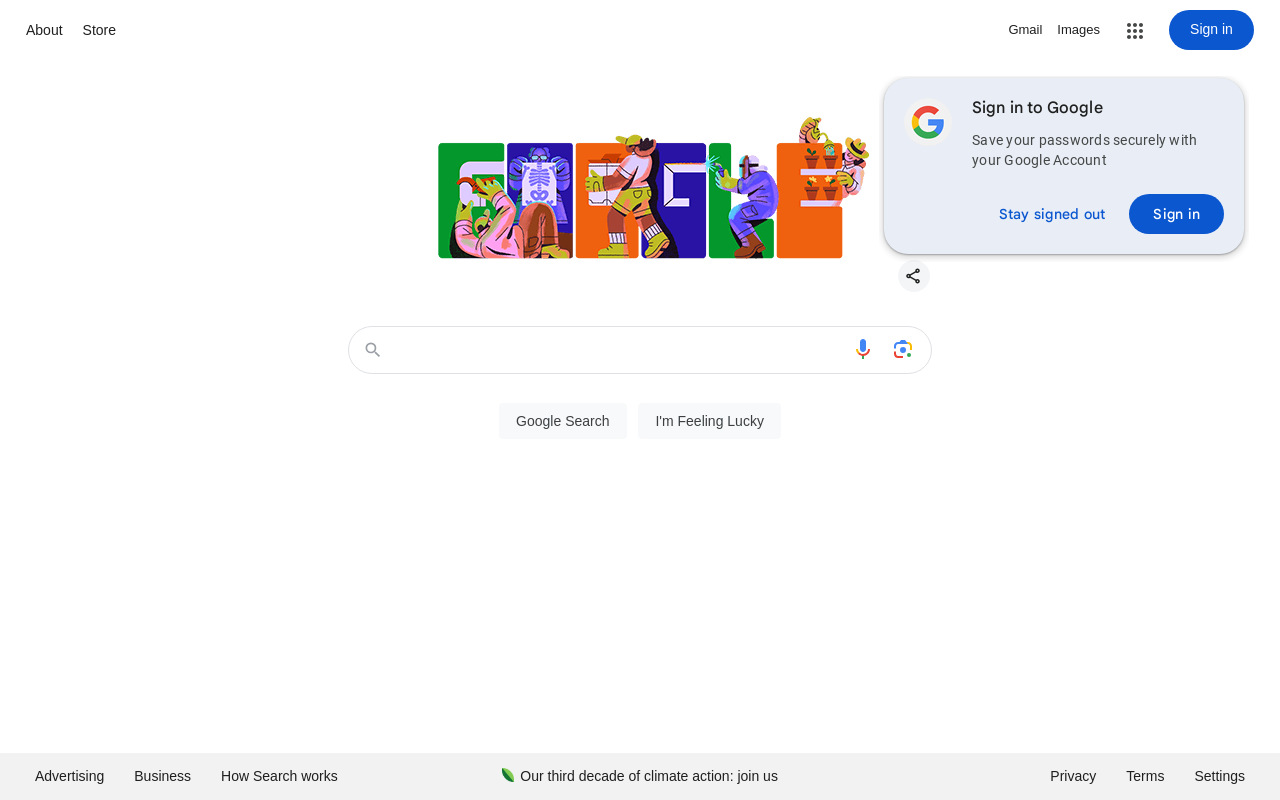 About
Store
Gmail
Images
Sign in
Sign in to Google
Save your passwords securely with
your Google Account
Stay signed out
Sign in
Google Search
I'm Feeling Lucky
Advertising
Business
How Search works
Our third decade of climate action: join us
Privacy
Terms
Settings